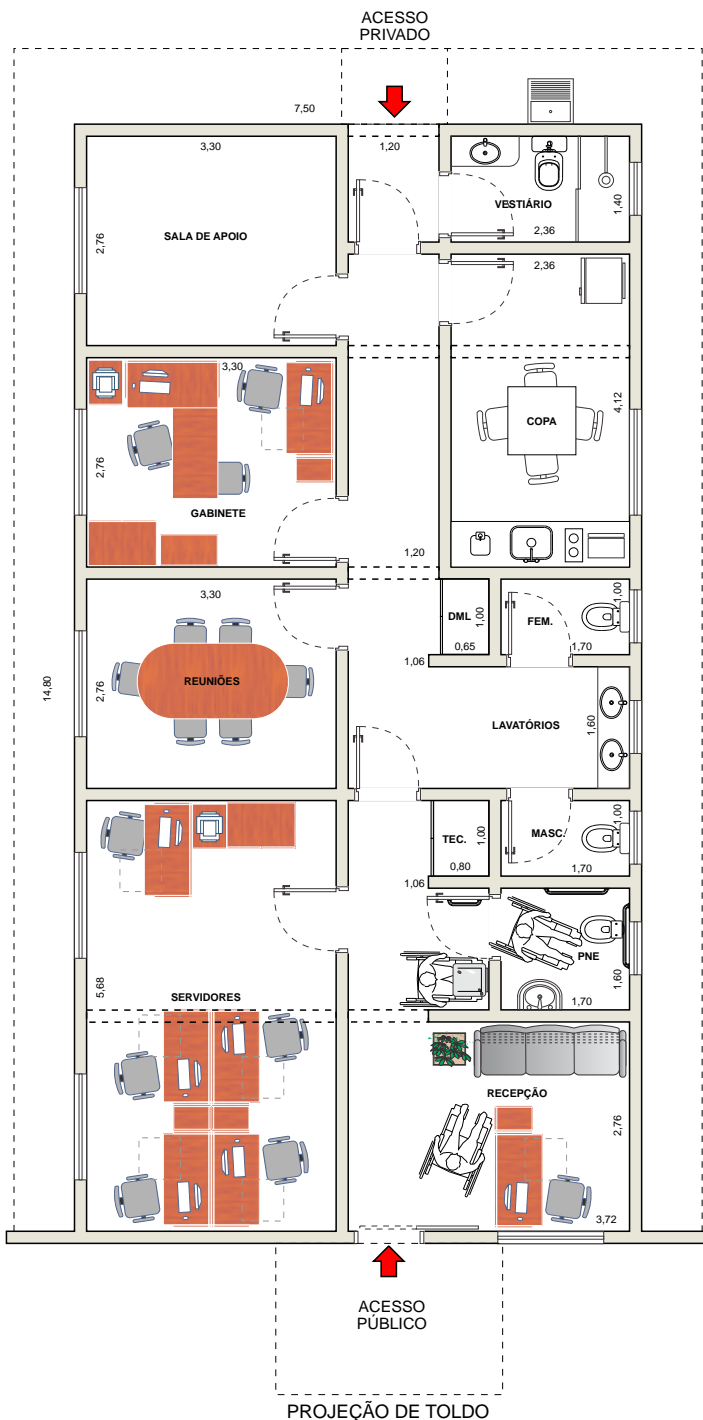 ACESSO
PRIVADO
7,50
3,30
1,20
VESTIÁRIO
1,40
2,36
SALA DE APOIO
2,76
2,36
3,30
COPA
4,12
2,76
GABINETE
1,20
3,30
DML
1,00
0,65
FEM.
1,00
1,70
1,06
REUNIÕES
2,76
14,80
LAVATÓRIOS
1,60
TEC.
1,00
0,80
MASC.
1,00
1,70
1,06
PNE
1,60
1,70
5,68
SERVIDORES
RECEPÇÃO
2,76
3,72
ACESSO
PÚBLICO
PROJEÇÃO DE TOLDO